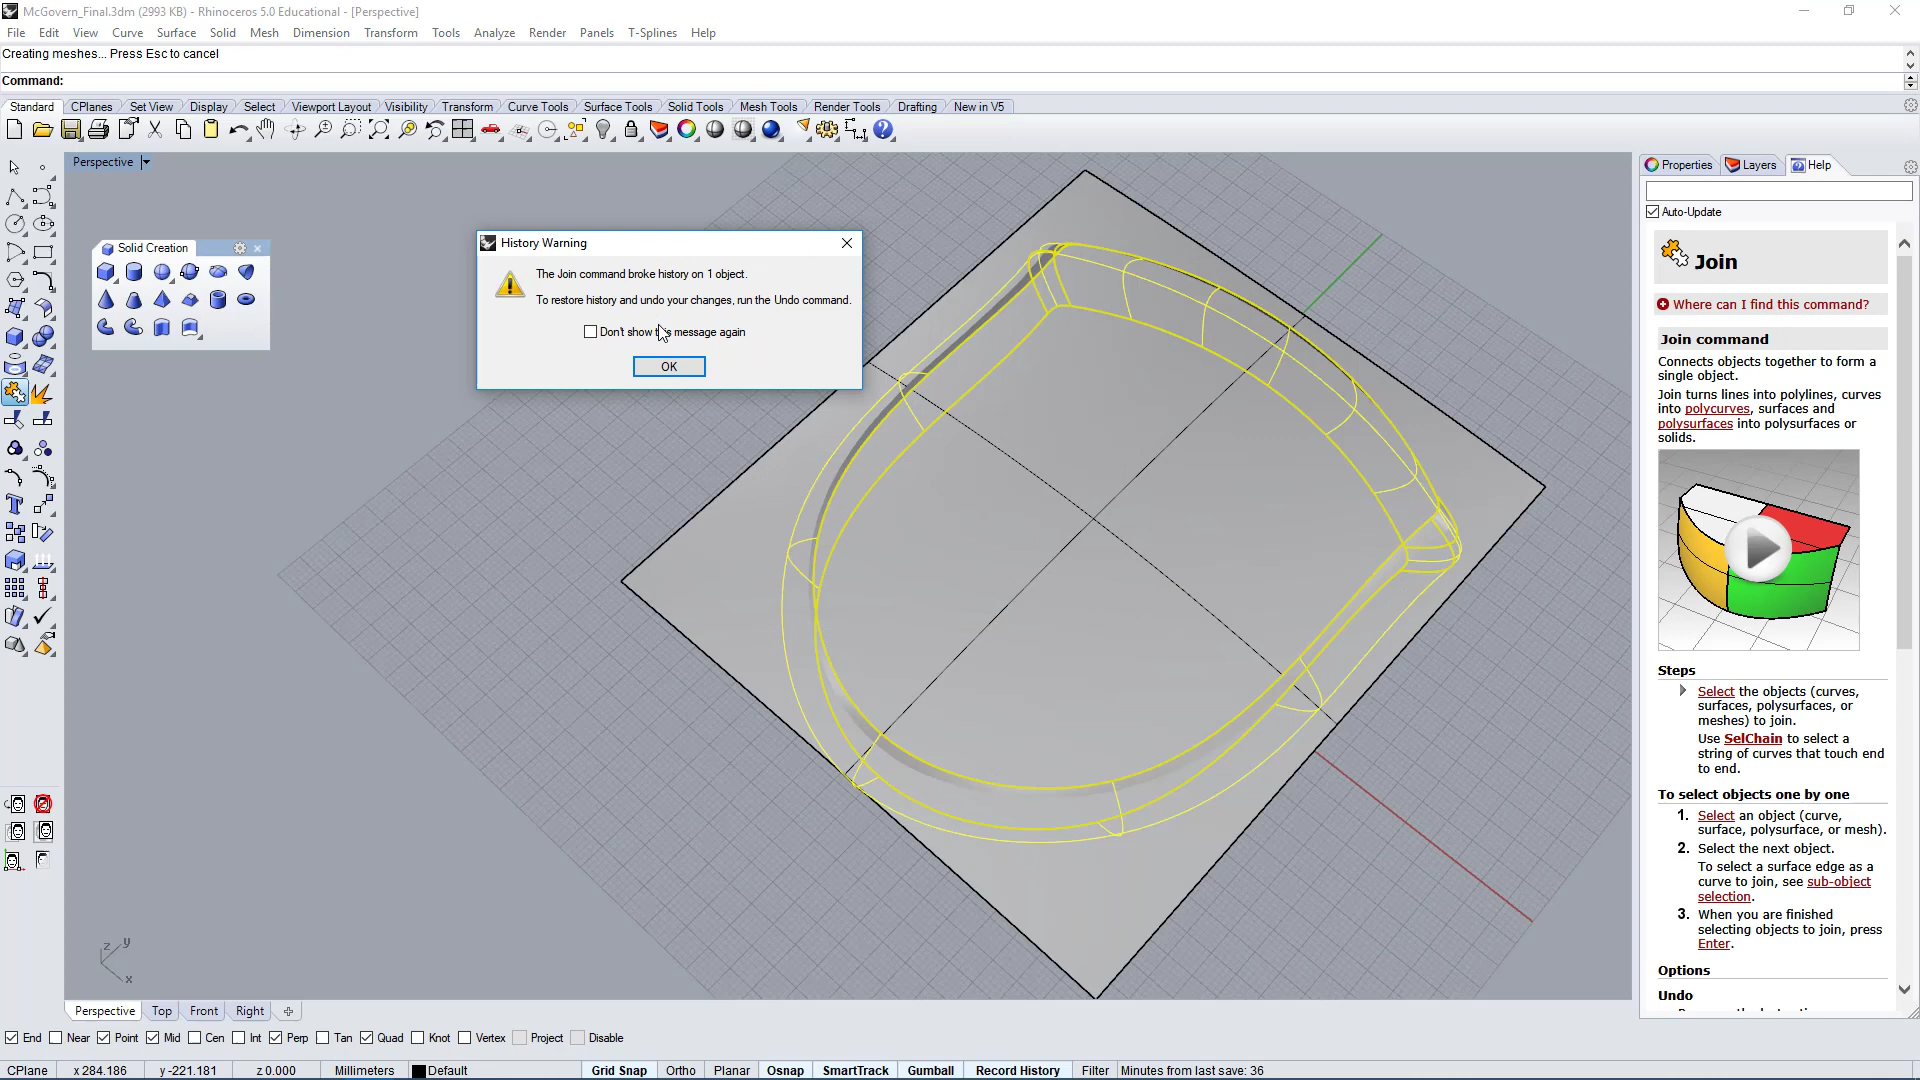 McGovern_Final.3dm (2993 KB) - Rhinoceros 5.0 Educational - [Perspective]
File Edit View Curve Surface Solid Mesh Dimension Transform Tools Analyze Render Panels T-Splines Help
Creating meshes... Press Esc to cancel
Command:
Standard CPlanes Set View Display Select Viewport Layout Visibility Transform Curve Tools Surface Tools Solid Tools Mesh Tools Render Tools Drafting New in V5
Perspective
Properties Layers Help
Auto-Update
Solid Creation
History Warning
The Join command broke history on 1 object.
To restore history and undo your changes, run the Undo command.
Don't show message again
OK
Join
Where can I find this command?
Join command
Connects objects together to form a
single object.
Join turns lines into polylines, curves
into polycurves, surfaces and
polysurfaces into polysurfaces or
solids.
Steps
Select the objects (curves,
surfaces, polysurfaces, or
meshes) to join.
Use SelChain to select a
string of curves that touch end
to end.
To select objects one by one
1. Select an object (curve,
surface, polysurface, or mesh).
2. Select the next object.
To select a surface edge as a
curve to join, see sub-object
selection.
3. When you are finished
selecting objects to join, press
Enter.
Options
Undo
z y
x
Perspective Top Front Right
End Near Point Mid Cen Int Perp Tan Quad Knot Vertex Project Disable
CPlane x 284.186 y -221.181 z 0.000 Millimeters Default Grid Snap Ortho Planar Osnap SmartTrack Gumball Record History Filter Minutes from last save: 36